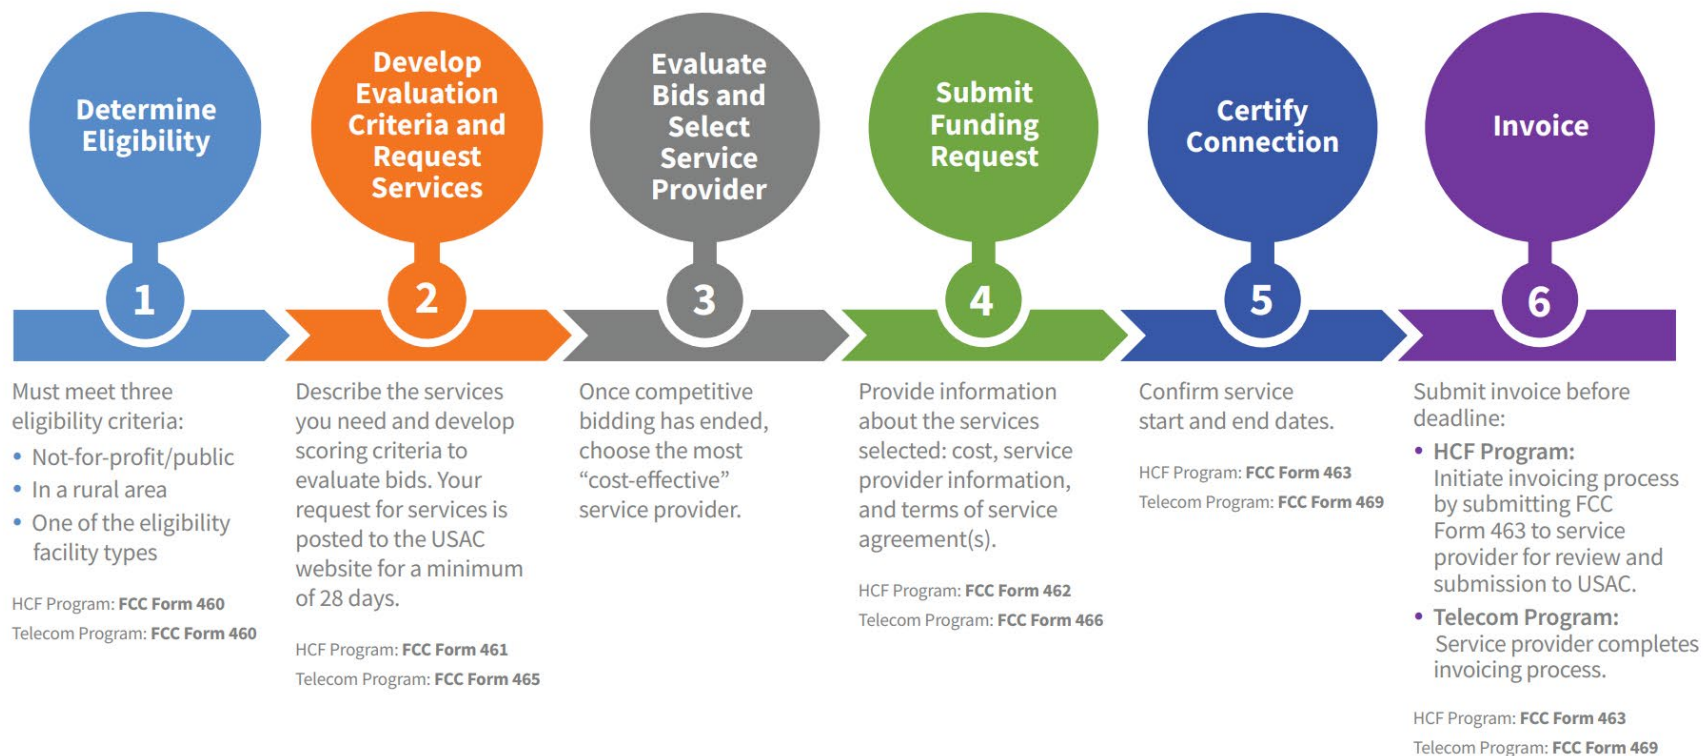 Determine
Eligibility
1
Must meet three
eligibility criteria:
• Not-for-profit/public
• In a rural area
• One of the eligibility
facility types
HCF Program: FCC Form 460
Telecom Program: FCC Form 460
Develop
Evaluation
Criteria and
Request
Services
2
Describe the services
you need and develop
scoring criteria to
evaluate bids. Your
request for services is
posted to the USAC
website for a minimum
of 28 days.
HCF Program: FCC Form 461
Telecom Program: FCC Form 465
Evaluate
Bids and
Select
Service
Provider
3
Once competitive
bidding has ended,
choose the most
“cost-effective”
service provider.
Submit
Funding
Request
4
Provide information
about the services
selected: cost, service
provider information,
and terms of service
agreement(s).
HCF Program: FCC Form 462
Telecom Program: FCC Form 466
Certify
Connection
5
Confirm service
start and end dates.
HCF Program: FCC Form 463
Telecom Program: FCC Form 469
Invoice
6
Submit invoice before
deadline:
• HCF Program:
Initiate invoicing process
by submitting FCC
Form 463 to service
provider for review and
submission to USAC.
• Telecom Program:
Service provider completes
invoicing process.
HCF Program: FCC Form 463
Telecom Program: FCC Form 469